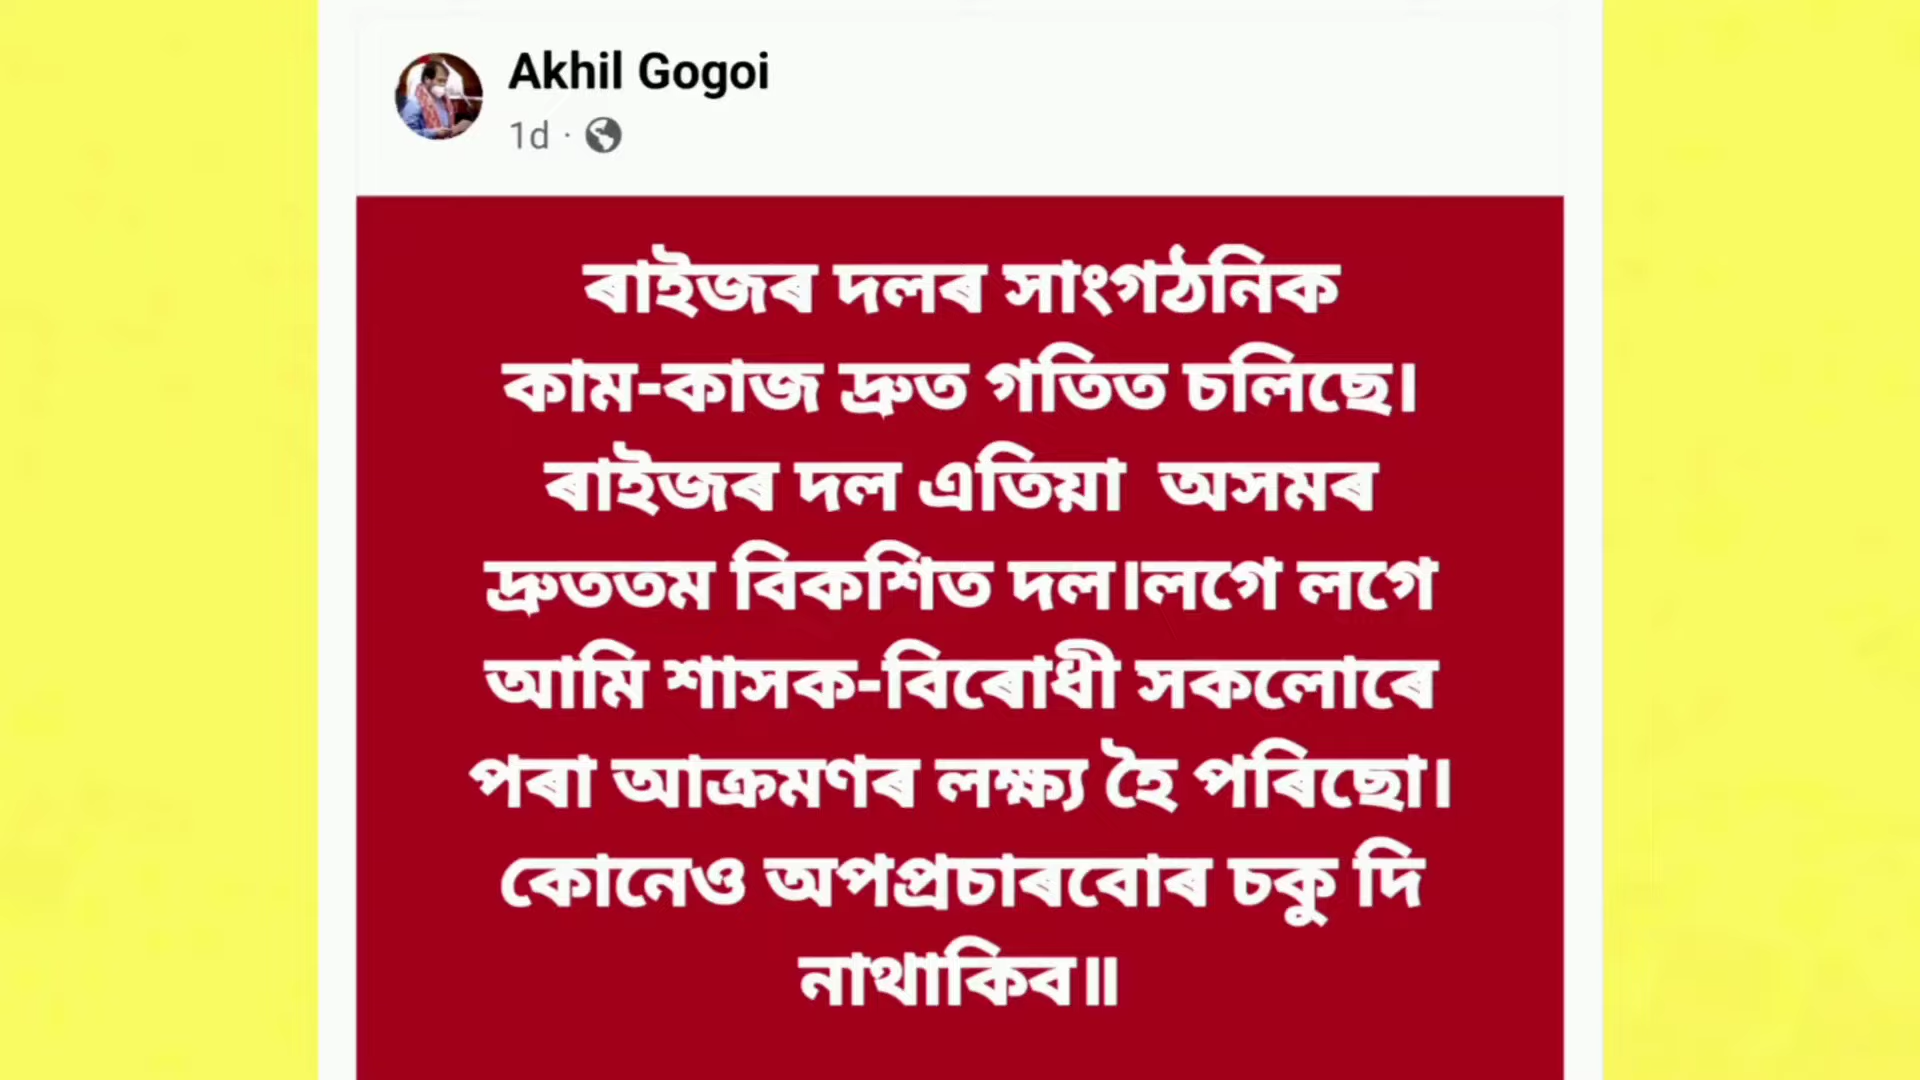 Akhil Gogoi
1d ·
ৰাইজৰ দলৰ সাংগঠনিক
কাম-কাজ দ্ৰুত গতিত চলিছে।
ৰাইজৰ দল এতিয়া অসমৰ
দ্ৰুততম বিকশিত দল।লগে লগে
আমি শাসক-বিৰোধী সকলোৰে
পৰা আক্ৰমণৰ লক্ষ্য হৈ পৰিছো।
কোনেও অপপ্ৰচাৰবোৰ চকু দি
নাথাকিব॥